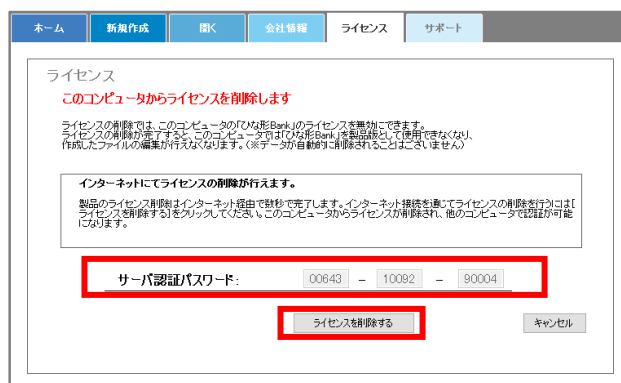 ホーム 新規作成 開く 会社情報 ライセンス サポート
ライセンス
このコンピュータからライセンスを削除します
ライセンスの削除では、このコンピュータの「ひな形Bank」のライセンスを無効にできます。
ライセンスの削除が完了すると、このコンピュータでは「ひな形Bank」を製品版として使用できなくなり、
作成したファイルの編集が行えなくなります。（※データが自動的に削除されることはございません）
インターネットにてライセンスの削除が行えます。
製品のライセンス削除はインターネット経由で数秒で完了します。インターネット接続を通じてライセンスの削除を行うには[
ライセンスを削除する]をクリックしてください。このコンピュータからライセンスが削除され、他のコンピュータで認証が可能
になります。
サーバ認証パスワード： 00643 － 10092 － 90004
ライセンスを削除する キャンセル